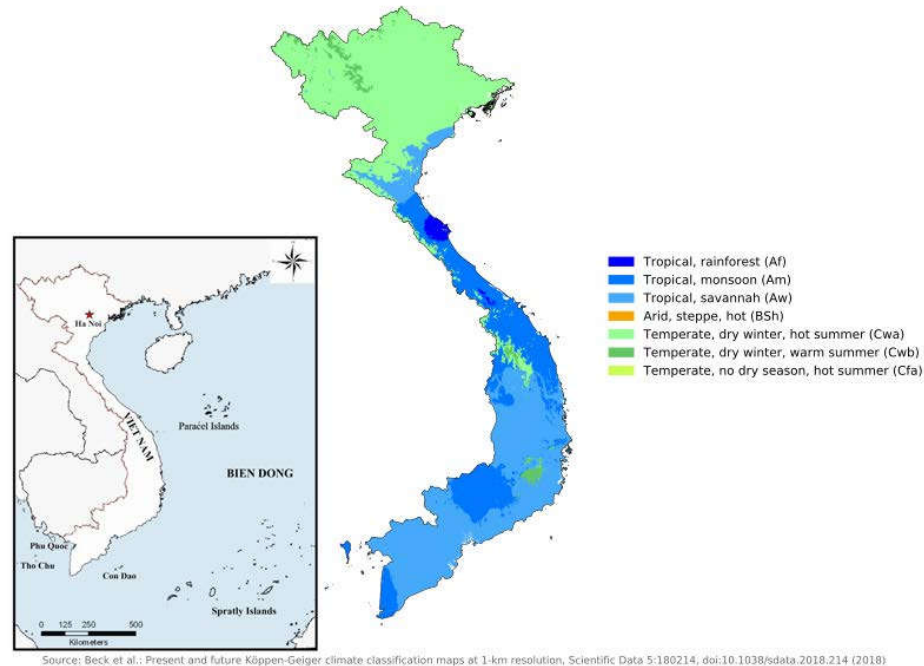 Tropical, rainforest (Af)
Tropical, monsoon (Am)
Tropical, savannah (Aw)
Arid, steppe, hot (BSh)
Temperate, dry winter, hot summer (Cwa)
Temperate, dry winter, warm summer (Cwb)
Temperate, no dry season, hot summer (Cfa)
Ha Noi
VIET NAM
Paracel Islands
BIEN DONG
Phu Quoc
Tho Chu
Con Dao
Spratly Islands
0 125 250 500
Kilometers
Source: Beck et al.: Present and future Köppen-Geiger climate classification maps at 1-km resolution, Scientific Data 5:180214, doi:10.1038/sdata.2018.214 (2018)